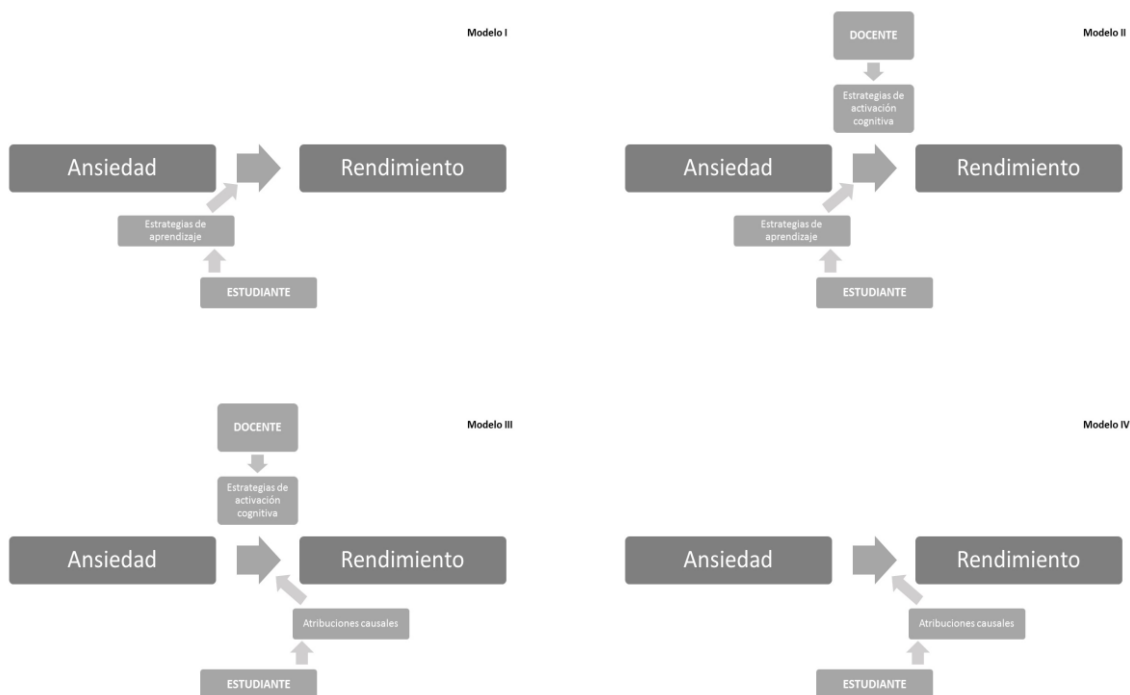 Modelo I
Ansiedad
Rendimiento
Estrategias de
aprendizaje
ESTUDIANTE
Modelo II
DOCENTE
Estrategias de
activación
cognitiva
Ansiedad
Rendimiento
Estrategias de
aprendizaje
ESTUDIANTE
Modelo III
DOCENTE
Estrategias de
activación
cognitiva
Ansiedad
Rendimiento
Atribuciones causales
ESTUDIANTE
Modelo IV
Ansiedad
Rendimiento
Atribuciones causales
ESTUDIANTE